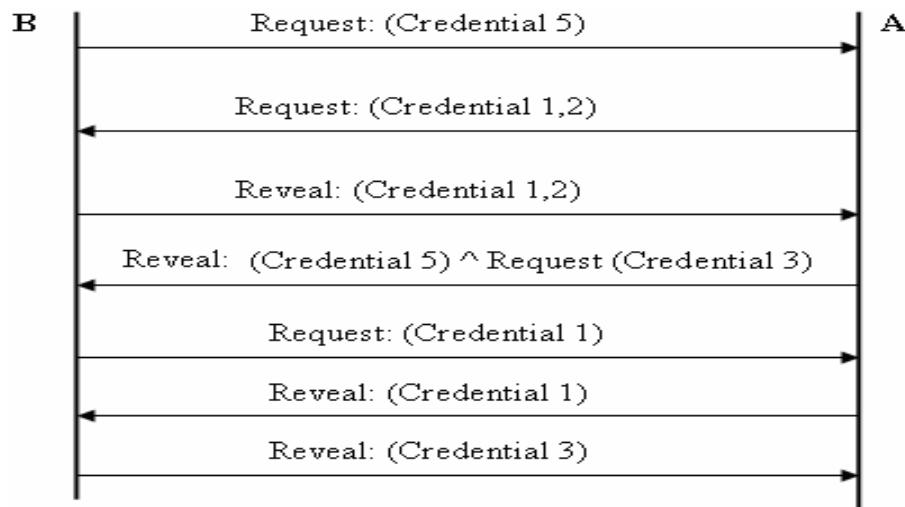 B Request: (Credential 5) A
Request: (Credential 1,2)
Reveal: (Credential 1,2)
Reveal: (Credential 5) ^ Request (Credential 3)
Request: (Credential 1)
Reveal: (Credential 1)
Reveal: (Credential 3)